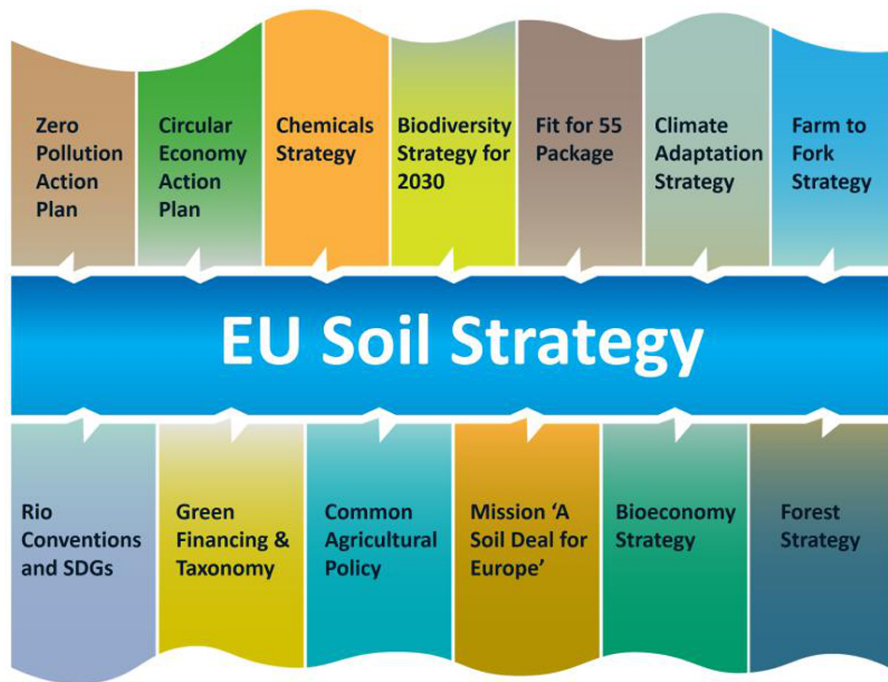 Zero
Pollution
Action
Plan
Circular
Economy
Action
Plan
Chemicals
Strategy
Biodiversity
Strategy for
2030
Fit for 55
Package
Climate
Adaptation
Strategy
Farm to
Fork
Strategy
EU Soil Strategy
Rio
Conventions
and SDGs
Green
Financing &
Taxonomy
Common
Agricultural
Policy
Mission ‘A
Soil Deal for
Europe’
Bioeconomy
Strategy
Forest
Strategy